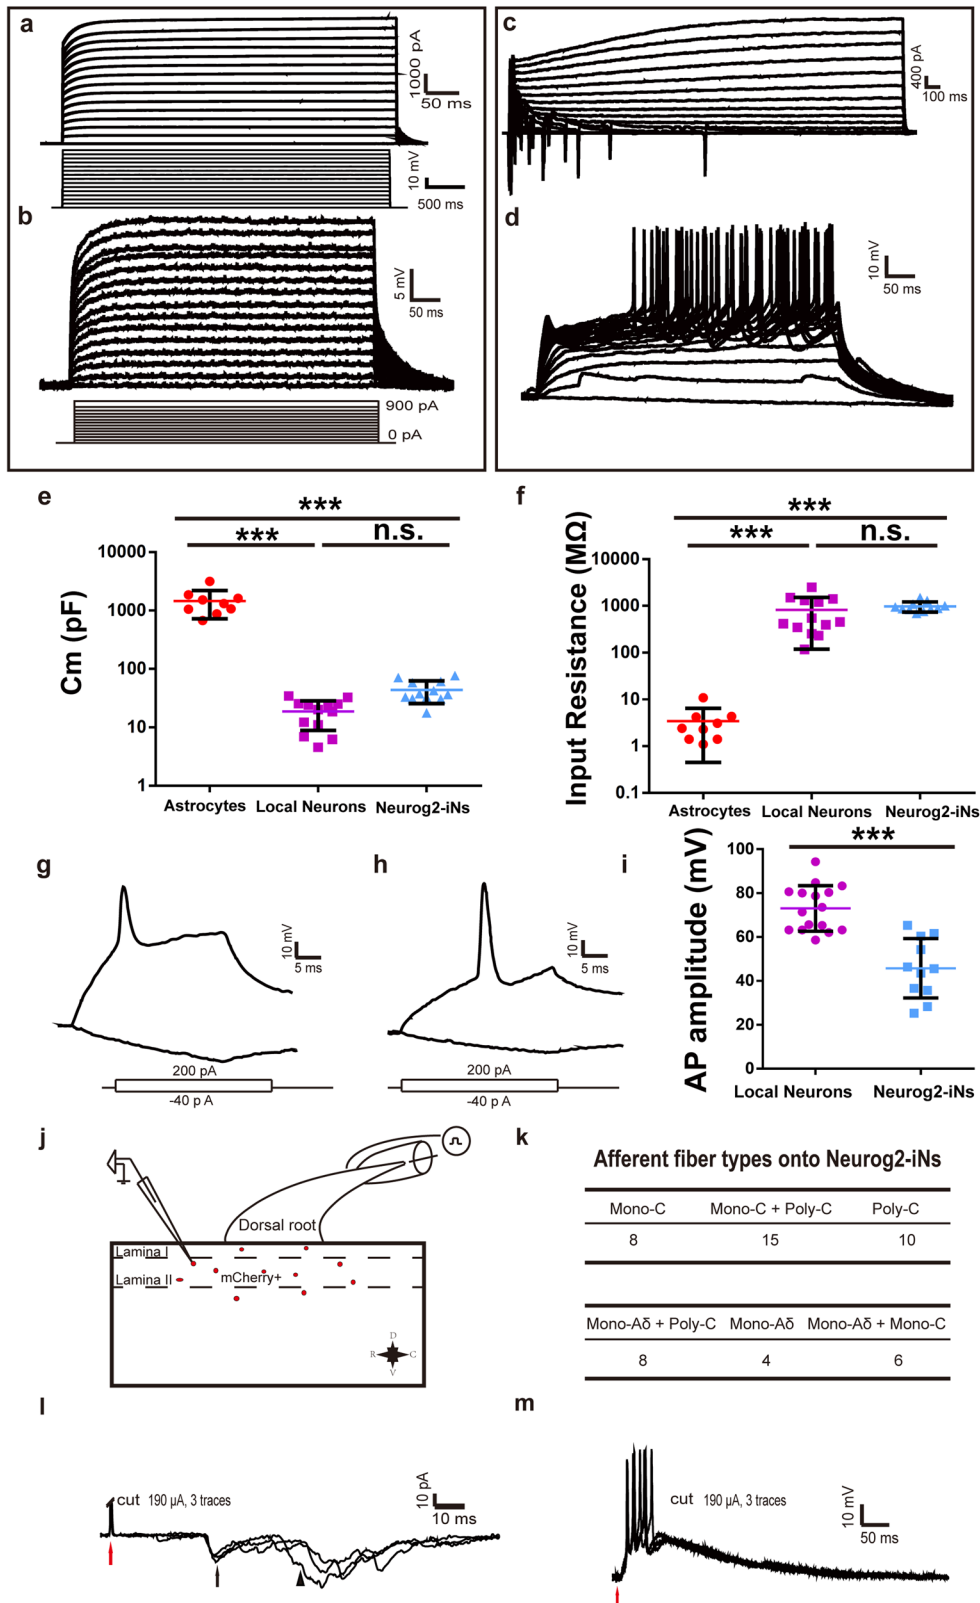 a
1000 pA
50 ms
10 mV
500 ms
b
5 mV
50 ms
900 pA
0 pA
c
400 pA
100 ms
d
10 mV
50 ms
e
***
***
n.s.
Cm (pF)
10000
1000
100
10
1
Astrocytes Local Neurons Neurog2-iNs
f
***
***
n.s.
Input Resistance (MΩ)
10000
1000
100
10
1
0.1
Astrocytes Local Neurons Neurog2-iNs
g
10 mV
5 ms
200 pA
-40 p A
h
10 mV
5 ms
200 pA
-40 p A
i
***
AP amplitude (mV)
100
80
60
40
20
0
Local Neurons Neurog2-iNs
j
Dorsal root
Lamina I
Lamina II
mCherry+
D
R C
V
k
Afferent fiber types onto Neurog2-iNs
Mono-C Mono-C + Poly-C Poly-C
8 15 10
Mono-Aδ + Poly-C Mono-Aδ Mono-Aδ + Mono-C
8 4 6
l
cut 190 μA, 3 traces
10 pA
10 ms
m
cut 190 μA, 3 traces
10 mV
50 ms